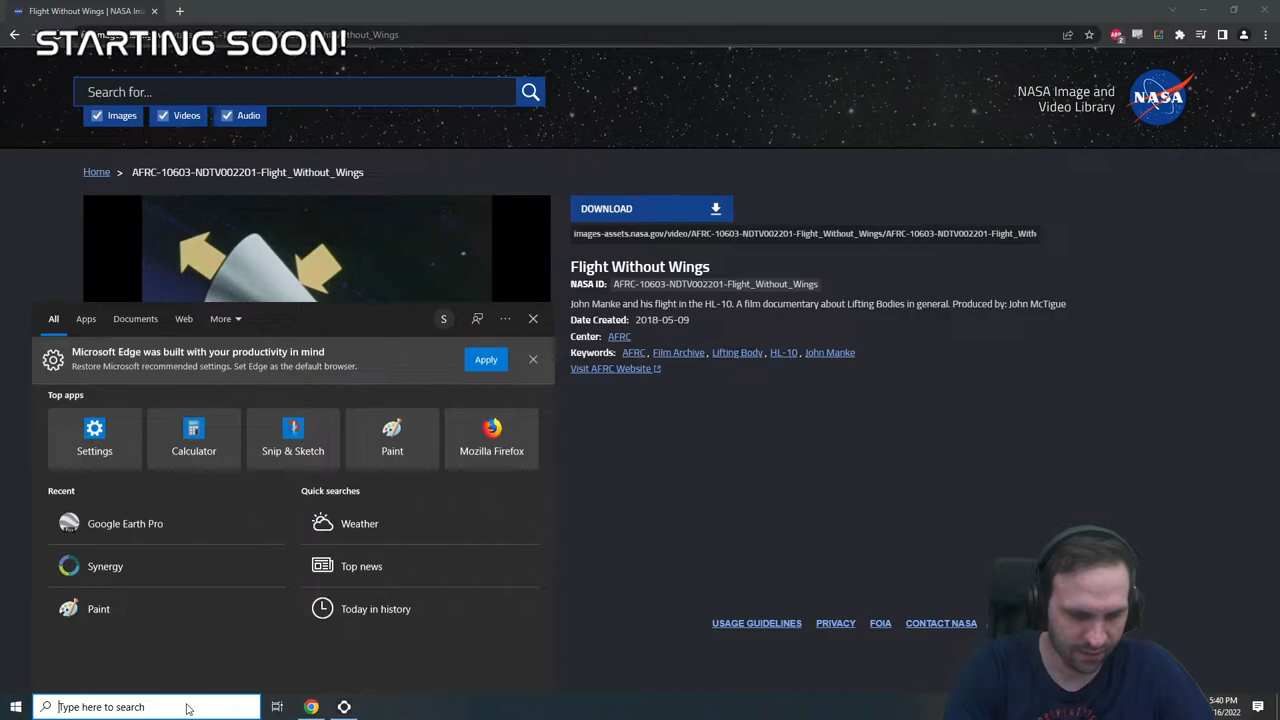 Flight Without Wings | NASA Ima
STARTING SOON!
out_Wings
Search for...
Images
Videos
Audio
NASA Image and
Video Library
NASA
Home > AFRC-10603-NDTV002201-Flight_Without_Wings
DOWNLOAD
images-assets.nasa.gov/video/AFRC-10603-NDTV002201-Flight_Without_Wings/AFRC-10603-NDTV002201-Flight_With
Flight Without Wings
NASA ID: AFRC-10603-NDTV002201-Flight_Without_Wings
John Manke and his flight in the HL-10. A film documentary about Lifting Bodies in general. Produced by: John McTigue
Date Created: 2018-05-09
Center: AFRC
Keywords: AFRC , Film Archive , Lifting Body , HL-10 , John Manke
Visit AFRC Website
All
Apps
Documents
Web
More
S
Microsoft Edge was built with your productivity in mind
Restore Microsoft recommended settings. Set Edge as the default browser.
Apply
Top apps
Settings
Calculator
Snip & Sketch
Paint
Mozilla Firefox
Recent
Google Earth Pro
Synergy
Paint
Quick searches
Weather
Top news
Today in history
USAGE GUIDELINES
PRIVACY
FOIA
CONTACT NASA
Type here to search
5:40 PM
16/2022